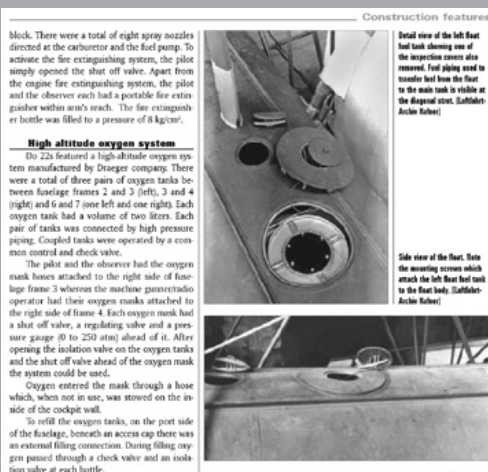 Construction features
block. There were a total of eight spray nozzles
directed at the carburetor and the fuel pump. To
activate the fire extinguishing system, the pilot
simply opened the shut off valve. Apart from
the engine fire extinguishing system, the pilot
and the observer each had a portable fire extin-
guisher within arm's reach. The fire extinguish-
er bottle was filled to a pressure of 8 kg/cm².
High altitude oxygen system
Do 22s featured a high-altitude oxygen sys-
tem manufactured by Draeger company. There
were a total of three pairs of oxygen tanks be-
tween fuselage frames 2 and 3 (left), 3 and 4
(right) and 6 and 7 (one left and one right). Each
oxygen tank had a volume of two liters. Each
pair of tanks was connected by high pressure
piping. Coupled tanks were operated by a com-
mon control and check valve.
The pilot and the observer had the oxygen
mask hoses attached to the right side of fuse-
lage frame 3 whereas the machine gunner/radio
operator had their oxygen masks attached to
the right side of frame 4. Each oxygen mask had
a shut off valve, a regulating valve and a pres-
sure gauge (0 to 250 atm) ahead of it. After
opening the isolation valve on the oxygen tanks
and the shut off valve ahead of the oxygen mask
the system could be used.
Oxygen entered the mask through a hose
which, when not in use, was stowed on the in-
side of the cockpit wall.
To refill the oxygen tanks, on the port side
of the fuselage, beneath an access cap there was
an external filling connection. During filling oxy-
gen passed through a check valve and an isola-
tion valve at each bottle.
Detail view of the left float
fuel tank showing one of
the inspection covers also
removed. Fuel piping used to
transfer fuel from the float
to the main tank is visible at
the diagonal strut. (Luftfahrt-
Archiv Hafner)
Side view of the float. Note
the mounting screws which
attach the left float fuel tank
to the float body. (Luftfahrt-
Archiv Hafner)